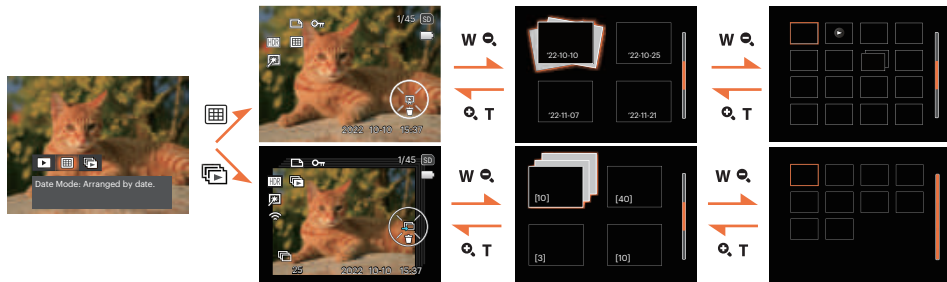 Date Mode: Arranged by date.
1/45 SD
HDR
2022 10-10 15:37
W
T
'22-10-10
'22-10-25
'22-11-07
'22-11-21
W
T
1/45 SD
HDR
25 2022 10-10 15:37
W
T
[10]
[40]
[3]
[10]
W
T